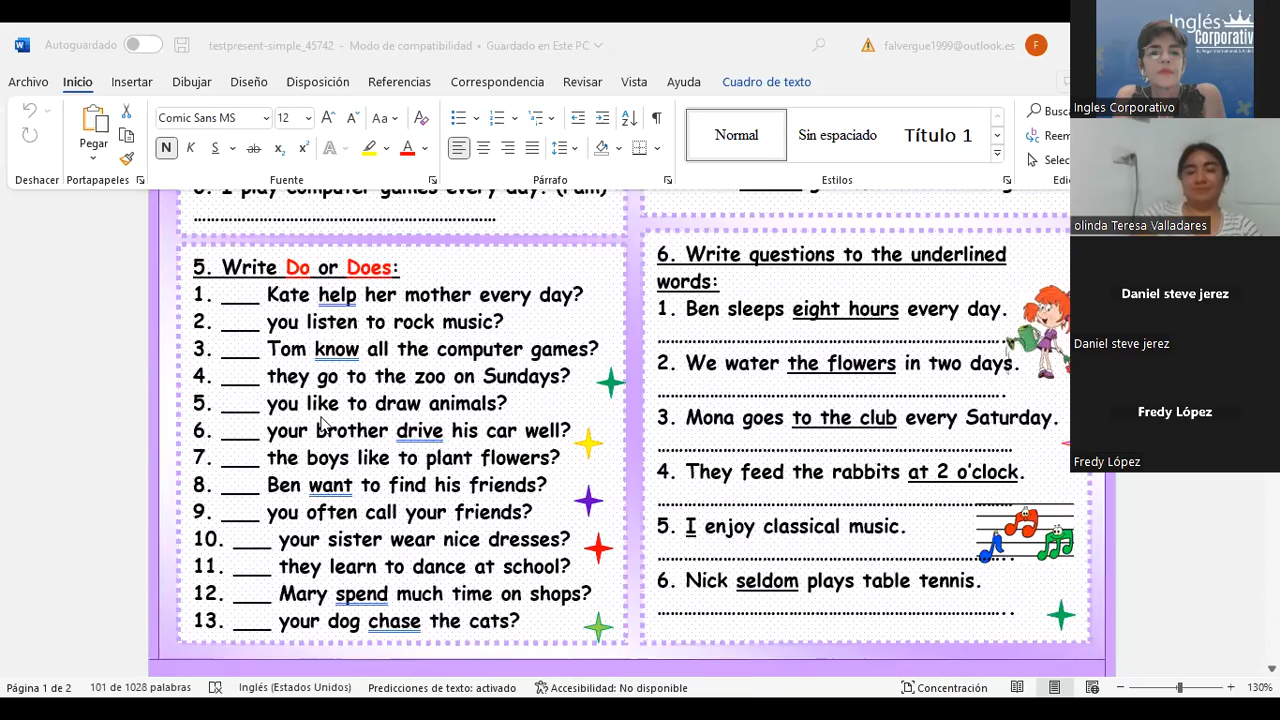 Autoguardado
testpresent-simple_45742 - Modo de compatibilidad • Guardado en Este PC
falvergue1999@outlook.es
F
Archivo Inicio Insertar Dibujar Diseño Disposición Referencias Correspondencia Revisar Vista Ayuda Cuadro de texto
Pegar
Comic Sans MS 12
N K S ab x₂ x²
Normal
Sin espaciado
Título 1
Deshacer Portapapeles Fuente Párrafo Estilos
I play computer games every day.
5. Write Do or Does:
1. ___ Kate help her mother every day?
2. ___ you listen to rock music?
3. ___ Tom know all the computer games?
4. ___ they go to the zoo on Sundays?
5. ___ you like to draw animals?
6. ___ your brother drive his car well?
7. ___ the boys like to plant flowers?
8. ___ Ben want to find his friends?
9. ___ you often call your friends?
10. ___ your sister wear nice dresses?
11. ___ they learn to dance at school?
12. ___ Mary spend much time on shops?
13. ___ your dog chase the cats?
6. Write questions to the underlined
words:
1. Ben sleeps eight hours every day.
2. We water the flowers in two days.
3. Mona goes to the club every Saturday.
4. They feed the rabbits at 2 o'clock.
5. I enjoy classical music.
6. Nick seldom plays table tennis.
Página 1 de 2 101 de 1028 palabras Inglés (Estados Unidos) Predicciones de texto: activado Accesibilidad: No disponible Concentración 130%
Inglés
Corporativo
Ingles Corporativo
olinda Teresa Valladares
Daniel steve jerez
Daniel steve jerez
Fredy López
Fredy López